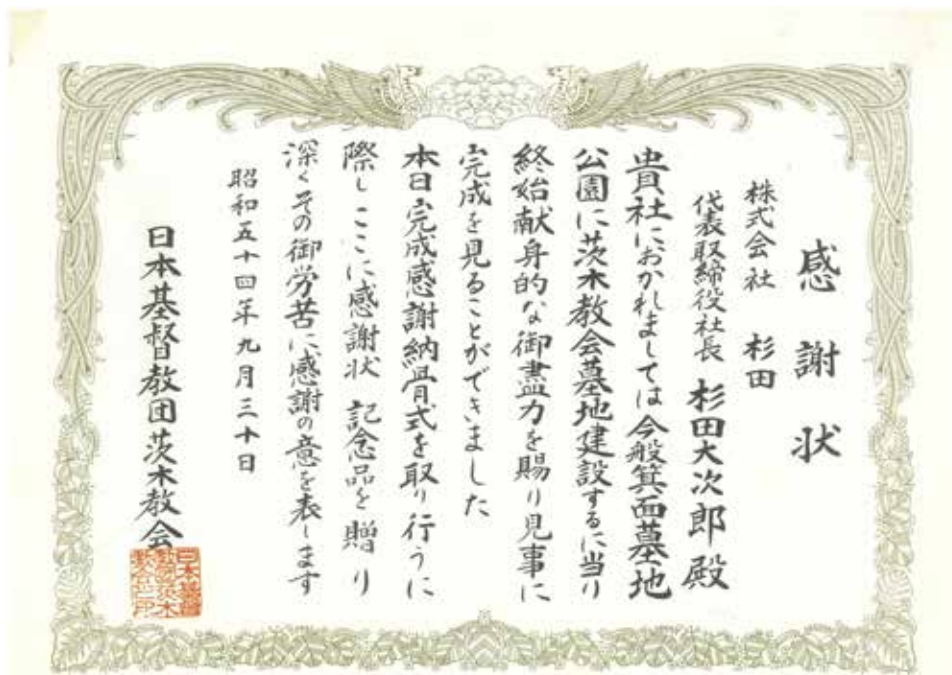 感謝状
株式会社 杉田
代表取締役社長 杉田大次郎殿
貴社におかれましては今般箕面墓地
公園に茨木教会墓地建設するに当り
終始献身的な御盡力を賜り見事に
完成を見ることができました
本日完成感謝納骨式を取り行うに
際しここに感謝状 記念品を贈り
深くその御労苦に感謝の意を表します
昭和五十四年九月三十日
日本基督教団茨木教会